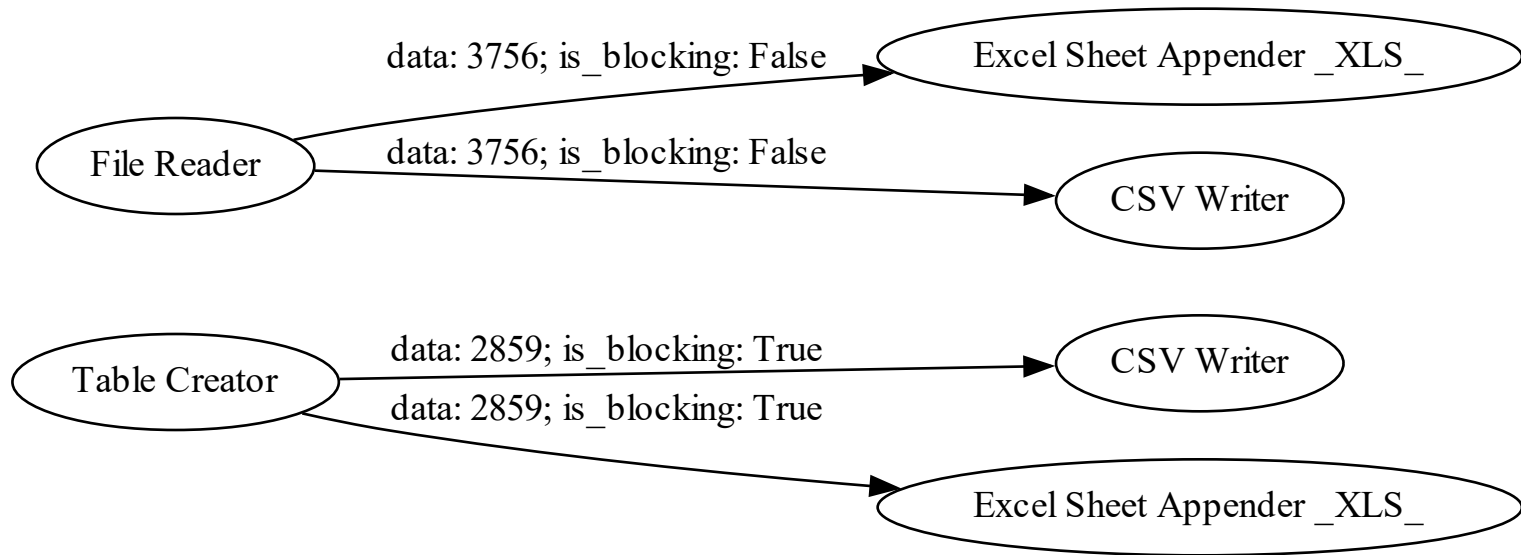 data: 3756; is_blocking: False
Excel Sheet Appender _XLS_
File Reader
data: 3756; is_blocking: False
CSV Writer
Table Creator
data: 2859; is_blocking: True
CSV Writer
data: 2859; is_blocking: True
Excel Sheet Appender _XLS_